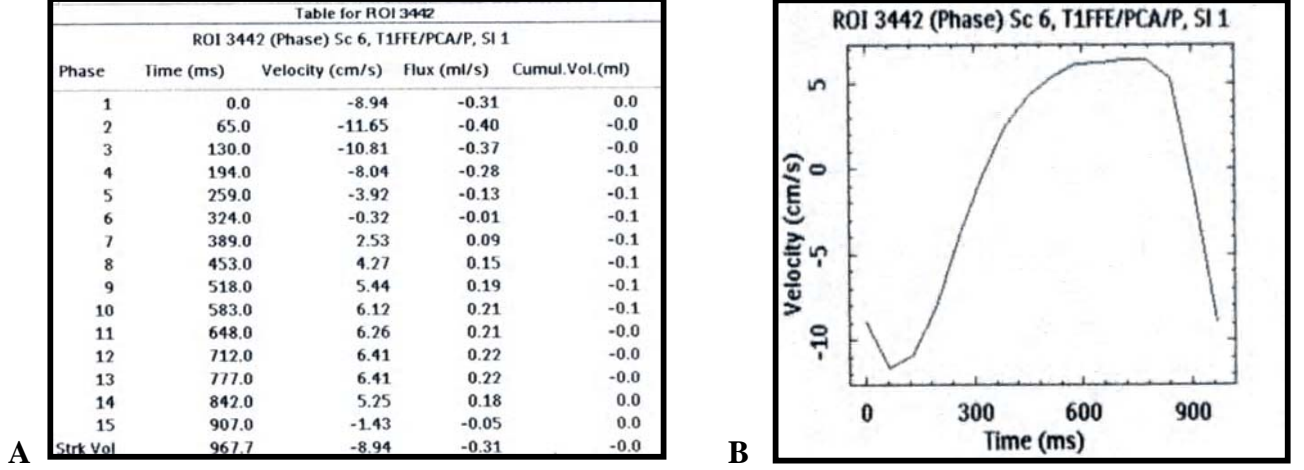 Table for ROI 3442
ROI 3442 (Phase) Sc 6, T1FFE/PCA/P, SI 1
Phase Time (ms) Velocity (cm/s) Flux (ml/s) Cumul.Vol.(ml)
1 0.0 -8.94 -0.31 0.0
2 65.0 -11.65 -0.40 -0.0
3 130.0 -10.81 -0.37 -0.0
4 194.0 -8.04 -0.28 -0.1
5 259.0 -3.92 -0.13 -0.1
6 324.0 -0.32 -0.01 -0.1
7 389.0 2.53 0.09 -0.1
8 453.0 4.27 0.15 -0.1
9 518.0 5.44 0.19 -0.1
10 583.0 6.12 0.21 -0.1
11 648.0 6.26 0.21 -0.0
12 712.0 6.41 0.22 -0.0
13 777.0 6.41 0.22 -0.0
14 842.0 5.25 0.18 0.0
15 907.0 -1.43 -0.05 0.0
Strk Vol 967.7 -8.94 -0.31 -0.0
A
ROI 3442 (Phase) Sc 6, T1FFE/PCA/P, SI 1
Velocity (cm/s)
5
0
-5
-10
0 300 600 900
Time (ms)
B